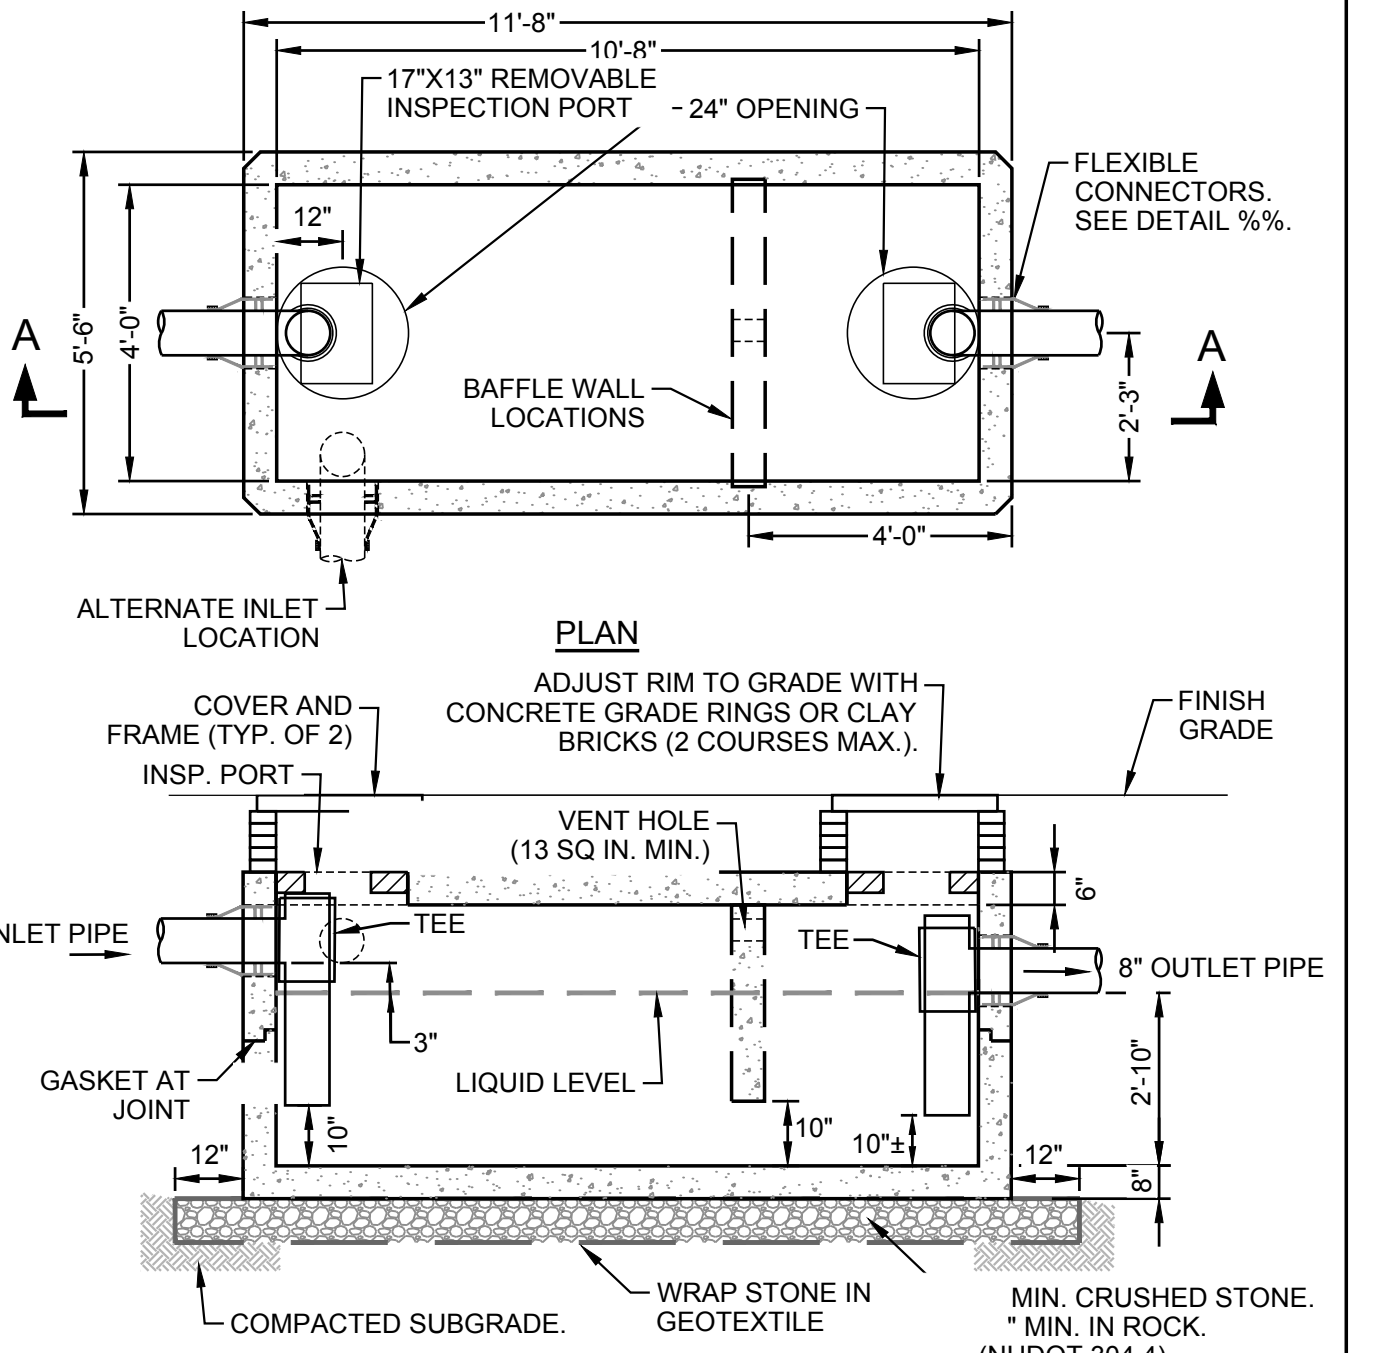 11'-8"
10'-8"
17"X13" REMOVABLE
INSPECTION PORT
24" OPENING
FLEXIBLE
CONNECTORS.
SEE DETAIL %%.
12"
A
5'-6"
4'-0"
A
2'-3"
BAFFLE WALL
LOCATIONS
4'-0"
ALTERNATE INLET
LOCATION
PLAN
ADJUST RIM TO GRADE WITH
CONCRETE GRADE RINGS OR CLAY
BRICKS (2 COURSES MAX.).
COVER AND
FRAME (TYP. OF 2)
FINISH
GRADE
INSP. PORT
VENT HOLE
(13 SQ IN. MIN.)
6"
NLET PIPE
TEE
TEE
8" OUTLET PIPE
3"
GASKET AT
JOINT
LIQUID LEVEL
2'-10"
10"
10"
10"±
12"
12"
8"
WRAP STONE IN
GEOTEXTILE
COMPACTED SUBGRADE.
MIN. CRUSHED STONE.
" MIN. IN ROCK.